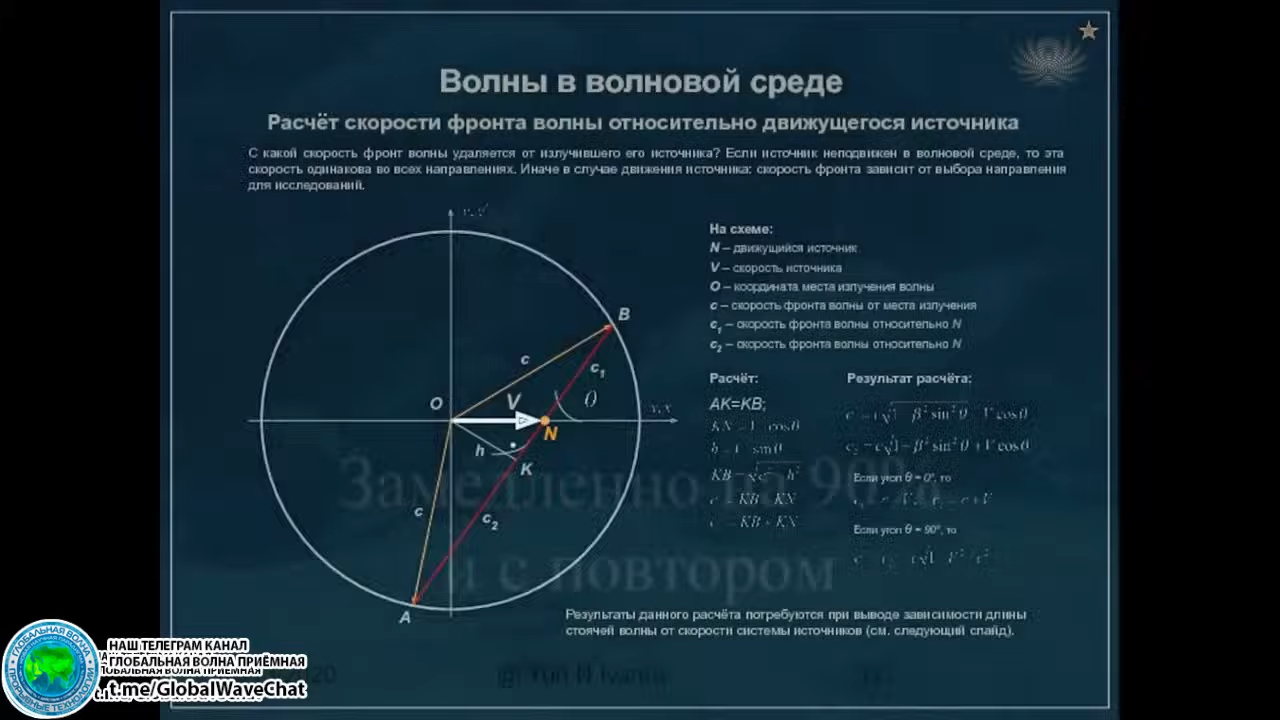 Волны в волновой среде
Расчёт скорости фронта волны относительно движущегося источника
С какой скорость фронт волны удаляется от излучившего его источника? Если источник неподвижен в волновой среде, то эта
скорость одинакова во всех направлениях. Иначе в случае движения источника: скорость фронта зависит от выбора направления
для исследований.
На схеме:
N – движущийся источник
V – скорость источника
O – координата места излучения волны
c – скорость фронта волны от места излучения
c1 – скорость фронта волны относительно N
c2 – скорость фронта волны относительно N
B
c
c1
O
V
θ
x, x'
N
h
K
c
c2
A
Расчёт:
AK=KB;
Результат расчёта:
Если угол θ = 0°, то
Если угол θ = 90°, то
Замедленно на 90%
и с повтором
Результаты данного расчёта потребуются при выводе зависимости длины
стоячей волны от скорости системы источников (см. следующий слайд).
НАШ ТЕЛЕГРАМ КАНАЛ
ГЛОБАЛЬНАЯ ВОЛНА ПРИЁМНАЯ
t.me/GlobalWaveChat
ГЛОБАЛЬНАЯ ВОЛНА